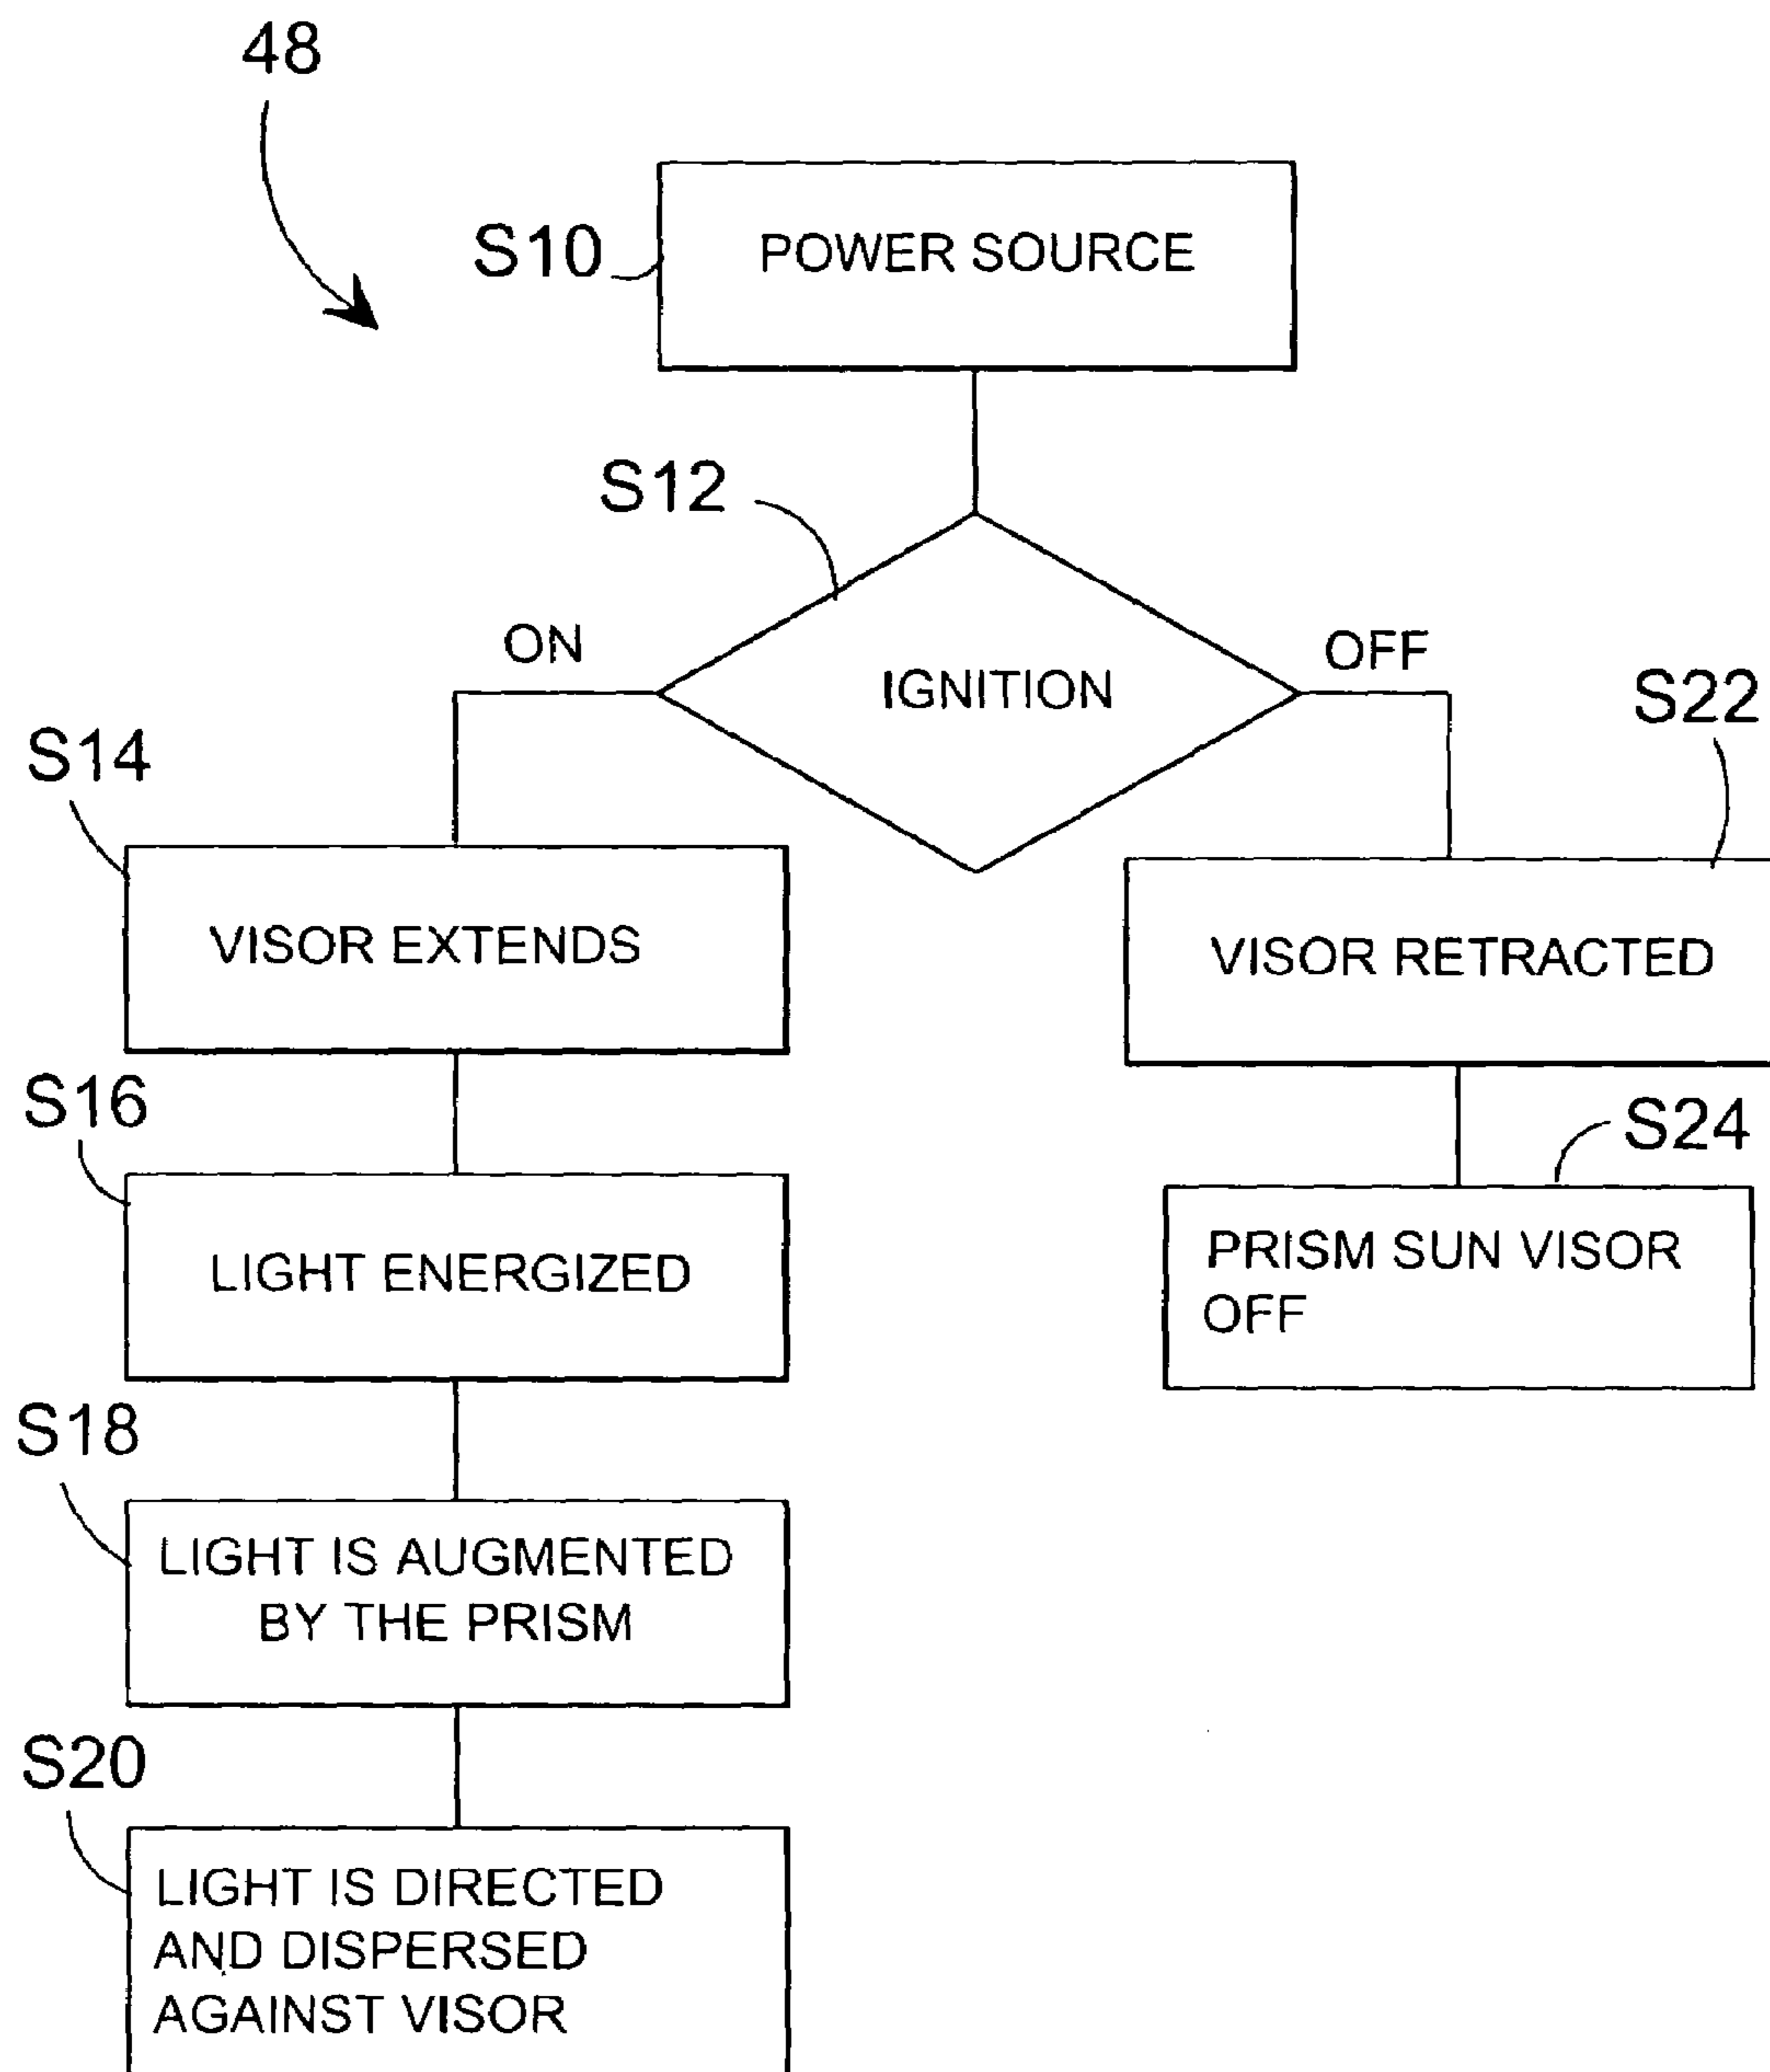 48
S10
POWER SOURCE
S12
ON
IGNITION
OFF
S22
S14
VISOR EXTENDS
VISOR RETRACTED
S16
LIGHT ENERGIZED
S24
PRISM SUN VISOR
OFF
S18
LIGHT IS AUGMENTED
BY THE PRISM
S20
LIGHT IS DIRECTED
AND DISPERSED
AGAINST VISOR